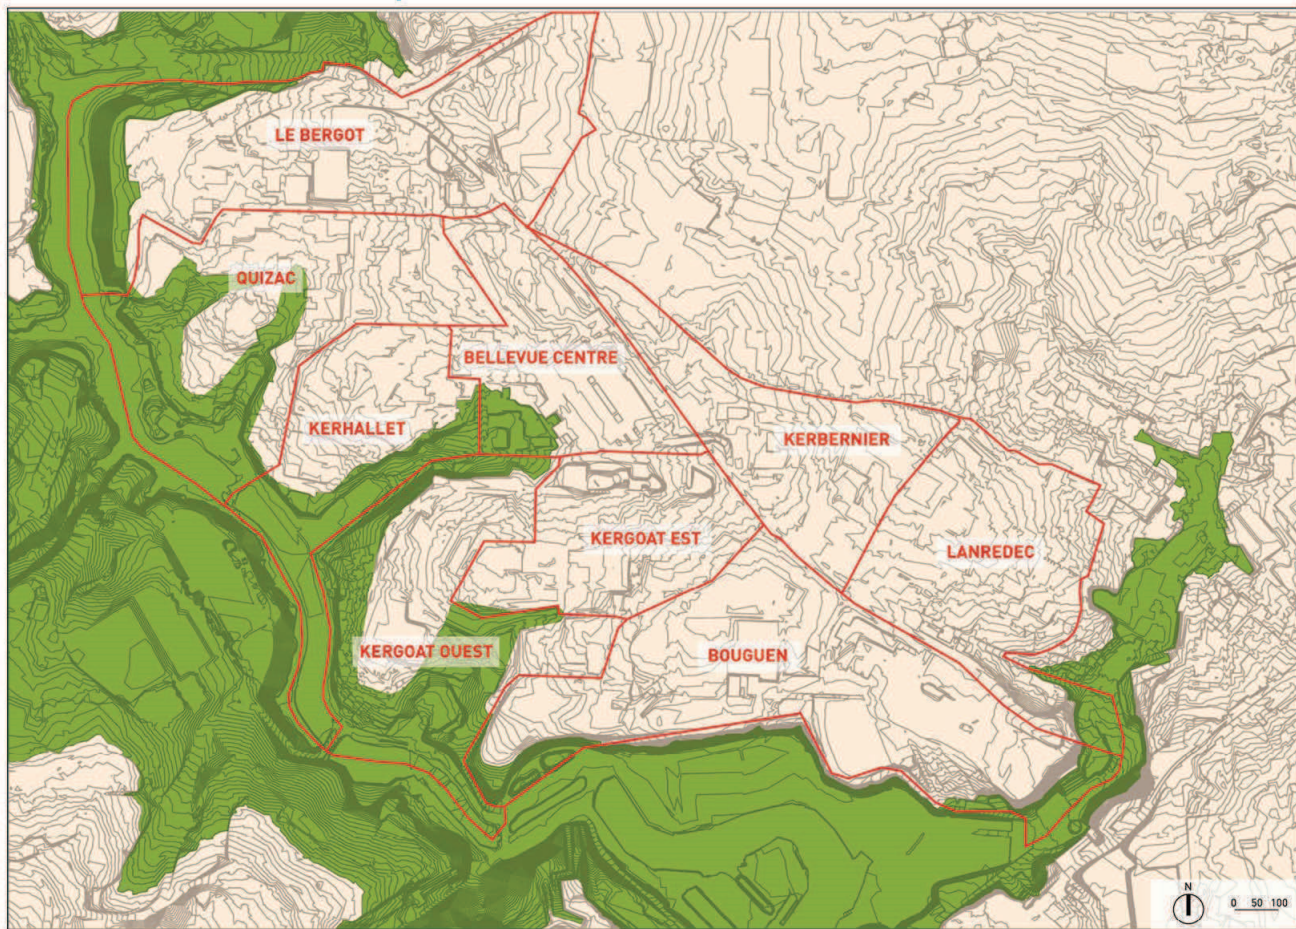 LE BERGOT
QUIZAC
BELLEVUE CENTRE
KERHALLET
KERBERNIER
KERGOAT EST
LANREDEC
KERGOAT OUEST
BOUGUEN
N
0 50 100